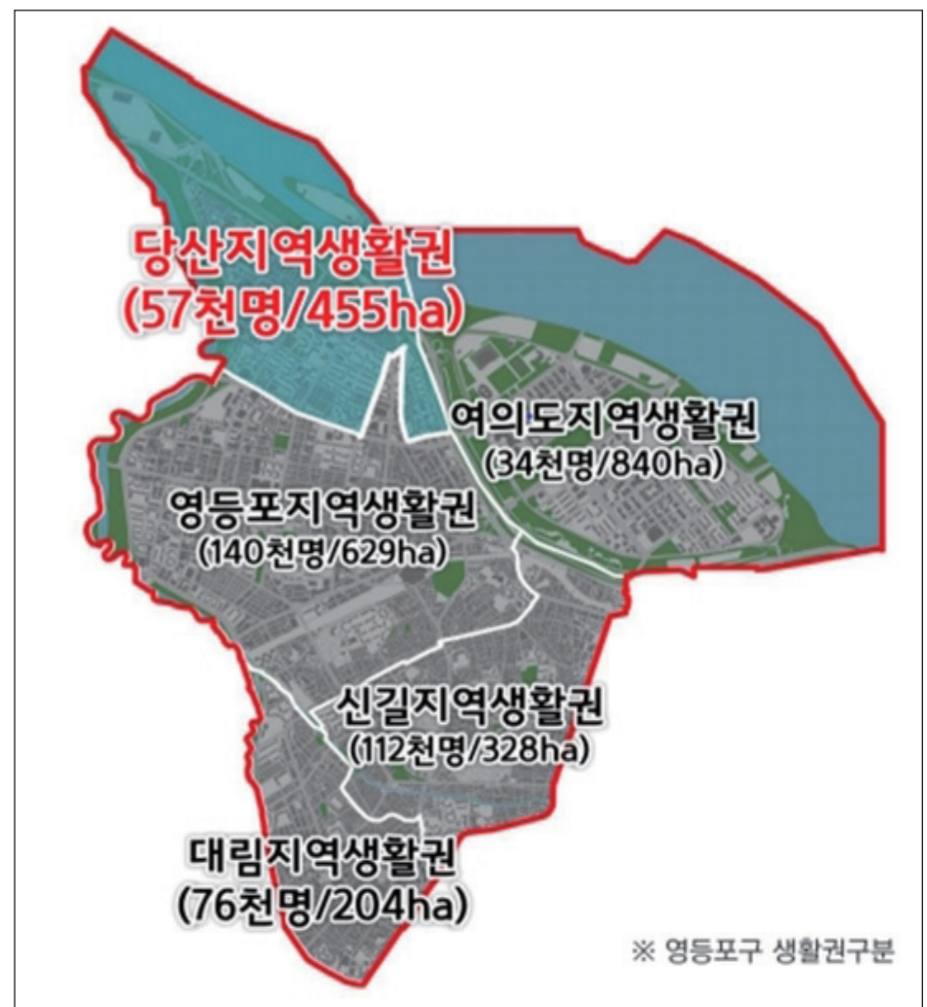 당산지역생활권
(57천명/455ha)
여의도지역생활권
(34천명/840ha)
영등포지역생활권
(140천명/629ha)
신길지역생활권
(112천명/328ha)
대림지역생활권
(76천명/204ha)
※ 영등포구 생활권구분